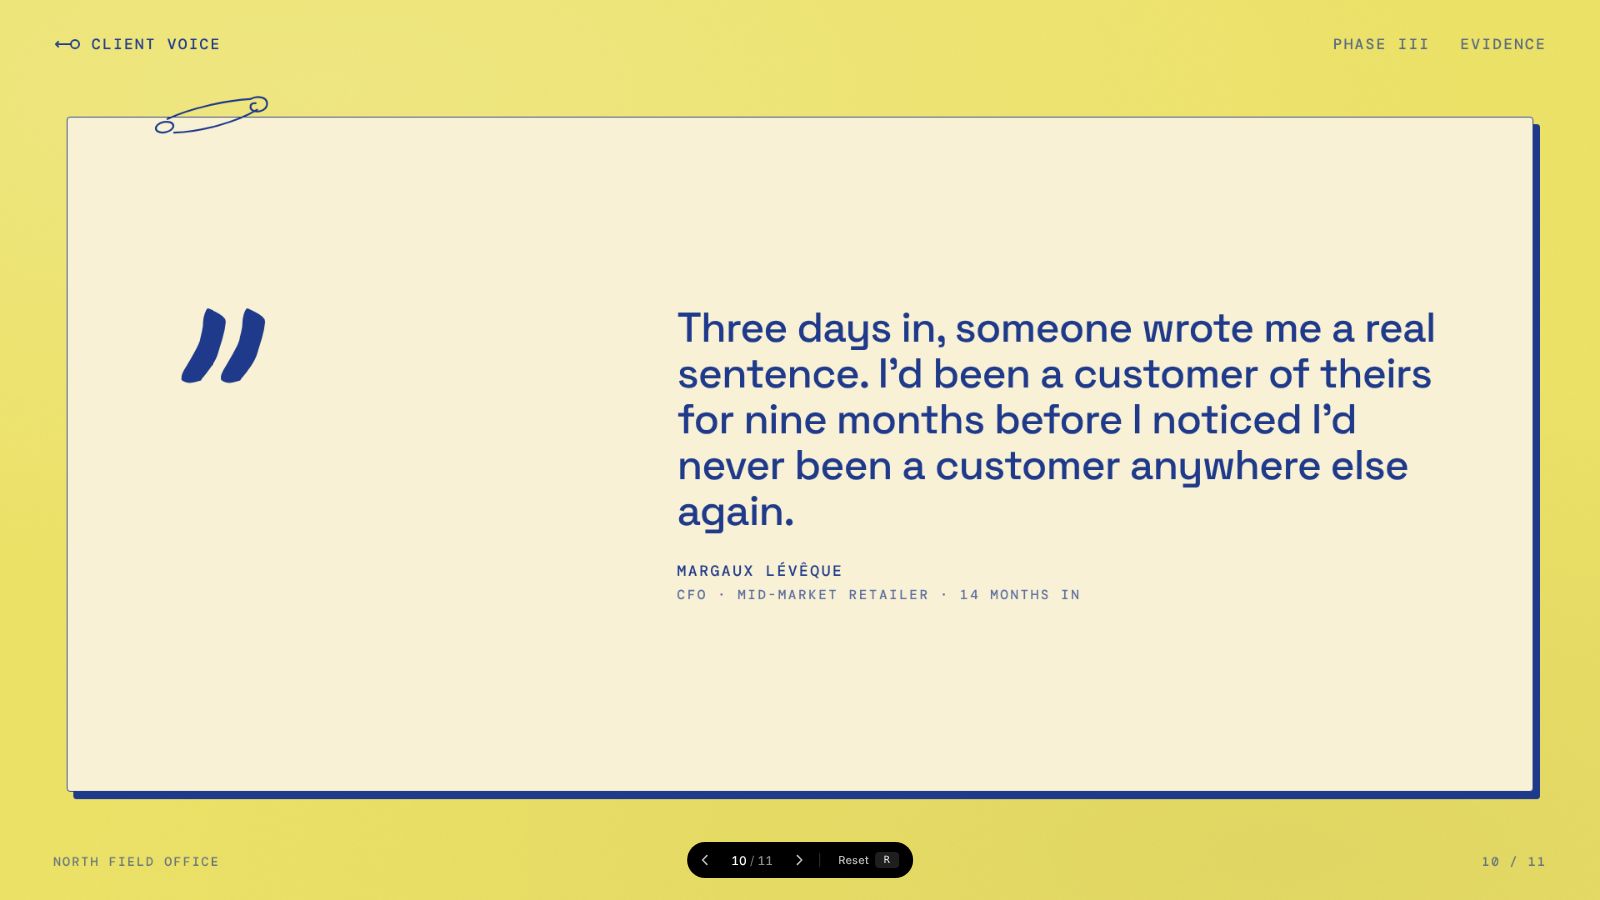 CLIENT VOICE
PHASE III EVIDENCE
”
Three days in, someone wrote me a real
sentence. I’d been a customer of theirs
for nine months before I noticed I’d
never been a customer anywhere else
again.
MARGAUX LÉVÊQUE
CFO · MID-MARKET RETAILER · 14 MONTHS IN
NORTH FIELD OFFICE
10 / 11
Reset R
10 / 11